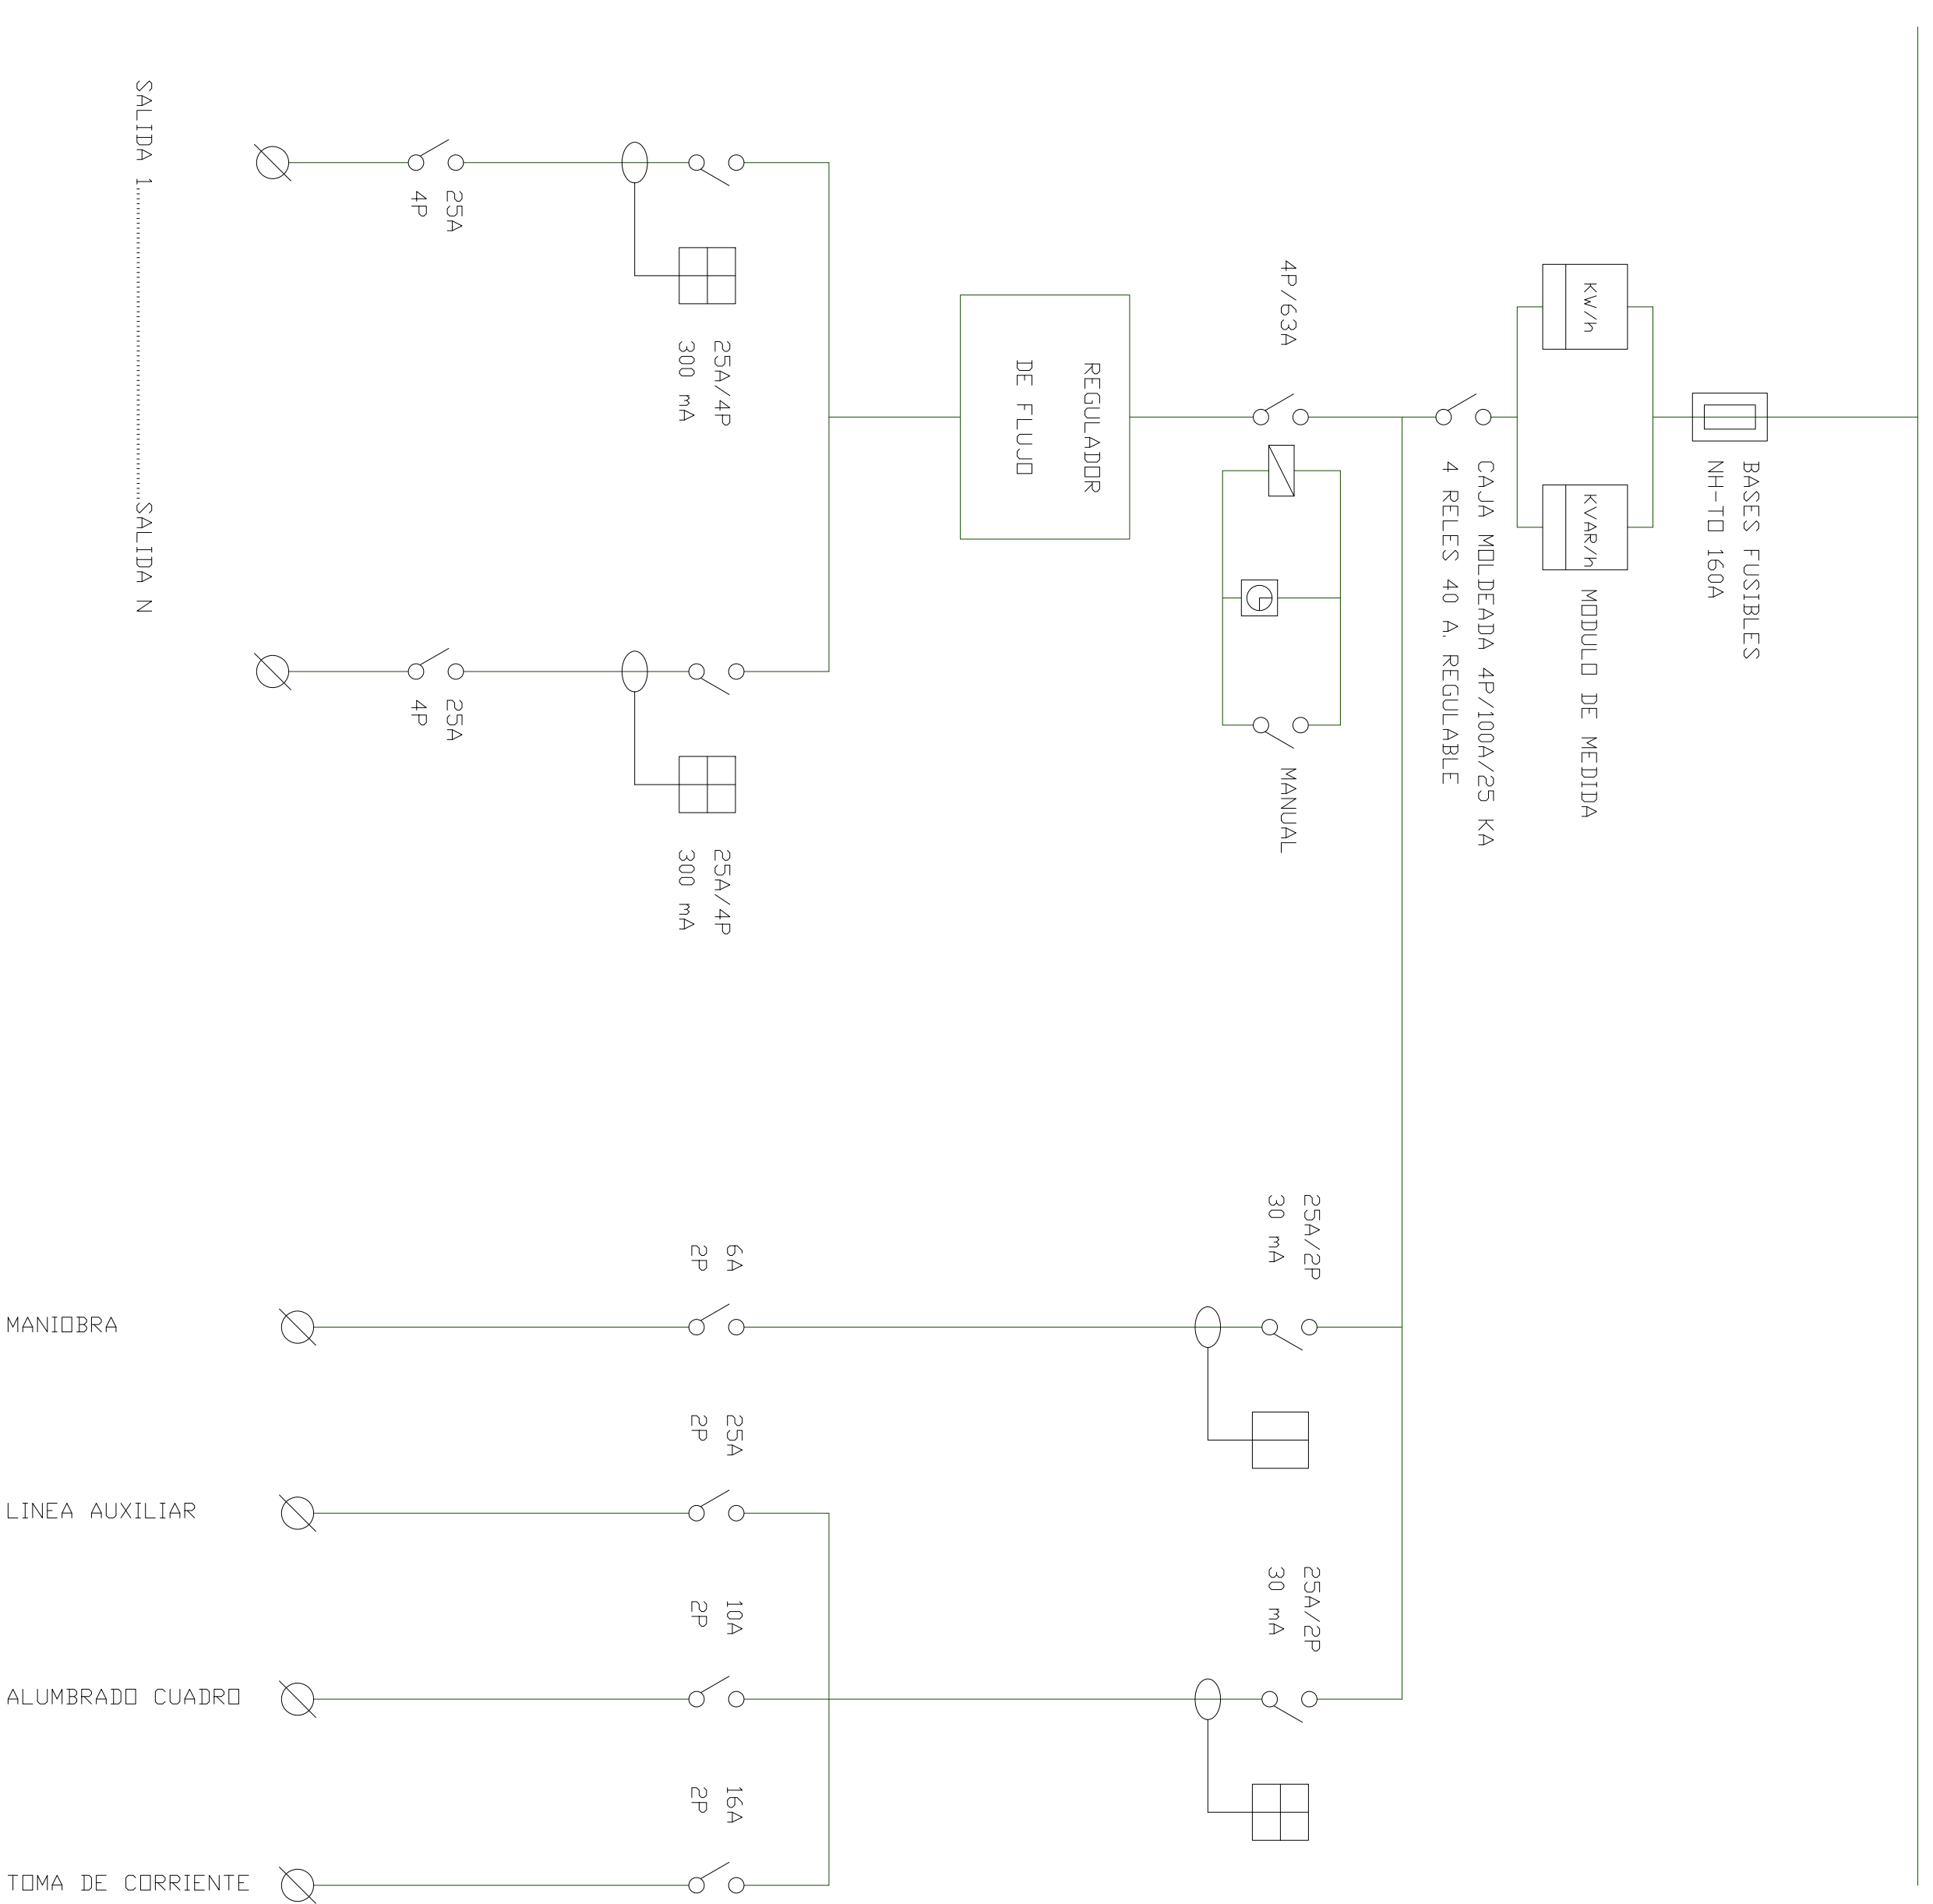 BASES FUSIBLES
NH-TO 160A
KW/h
KVAR/h
MODULO DE MEDIDA
CAJA MOLDEADA 4P/100A/25 KA
4 RELES 40 A. REGULABLE
4P/63A
MANUAL
REGULADOR
DE FLUJO
25A/4P
300 mA
25A/4P
300 mA
25A
4P
25A
4P
SALIDA 1................................................................SALIDA N
25A/2P
30 mA
25A/2P
30 mA
6A
2P
25A
2P
10A
2P
16A
2P
MANIOBRA
LINEA AUXILIAR
ALUMBRADO CUADRO
TOMA DE CORRIENTE